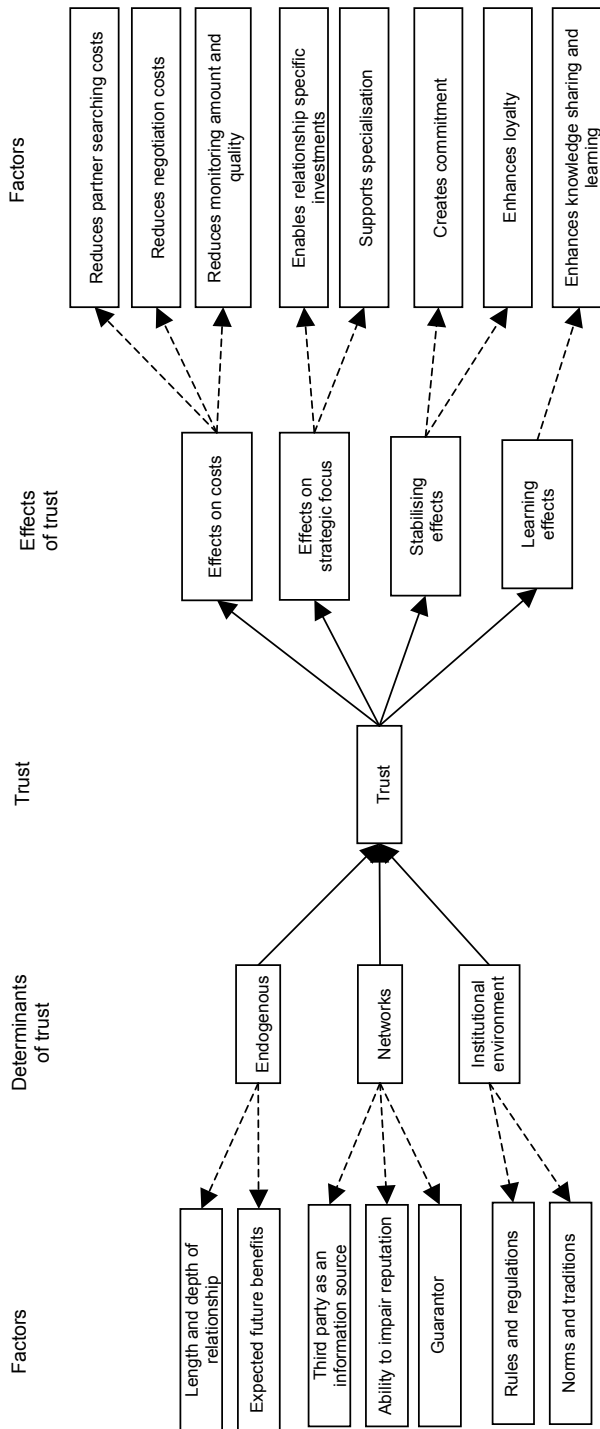 Factors
Determinants
of trust
Trust
Effects
of trust
Factors
Length and depth of
relationship
Expected future benefits
Third party as an
information source
Ability to impair reputation
Guarantor
Rules and regulations
Norms and traditions
Endogenous
Networks
Institutional
environment
Trust
Effects on costs
Effects on
strategic focus
Stabilising
effects
Learning
effects
Reduces partner searching costs
Reduces negotiation costs
Reduces monitoring amount and
quality
Enables relationship specific
investments
Supports specialisation
Creates commitment
Enhances loyalty
Enhances knowledge sharing and
learning